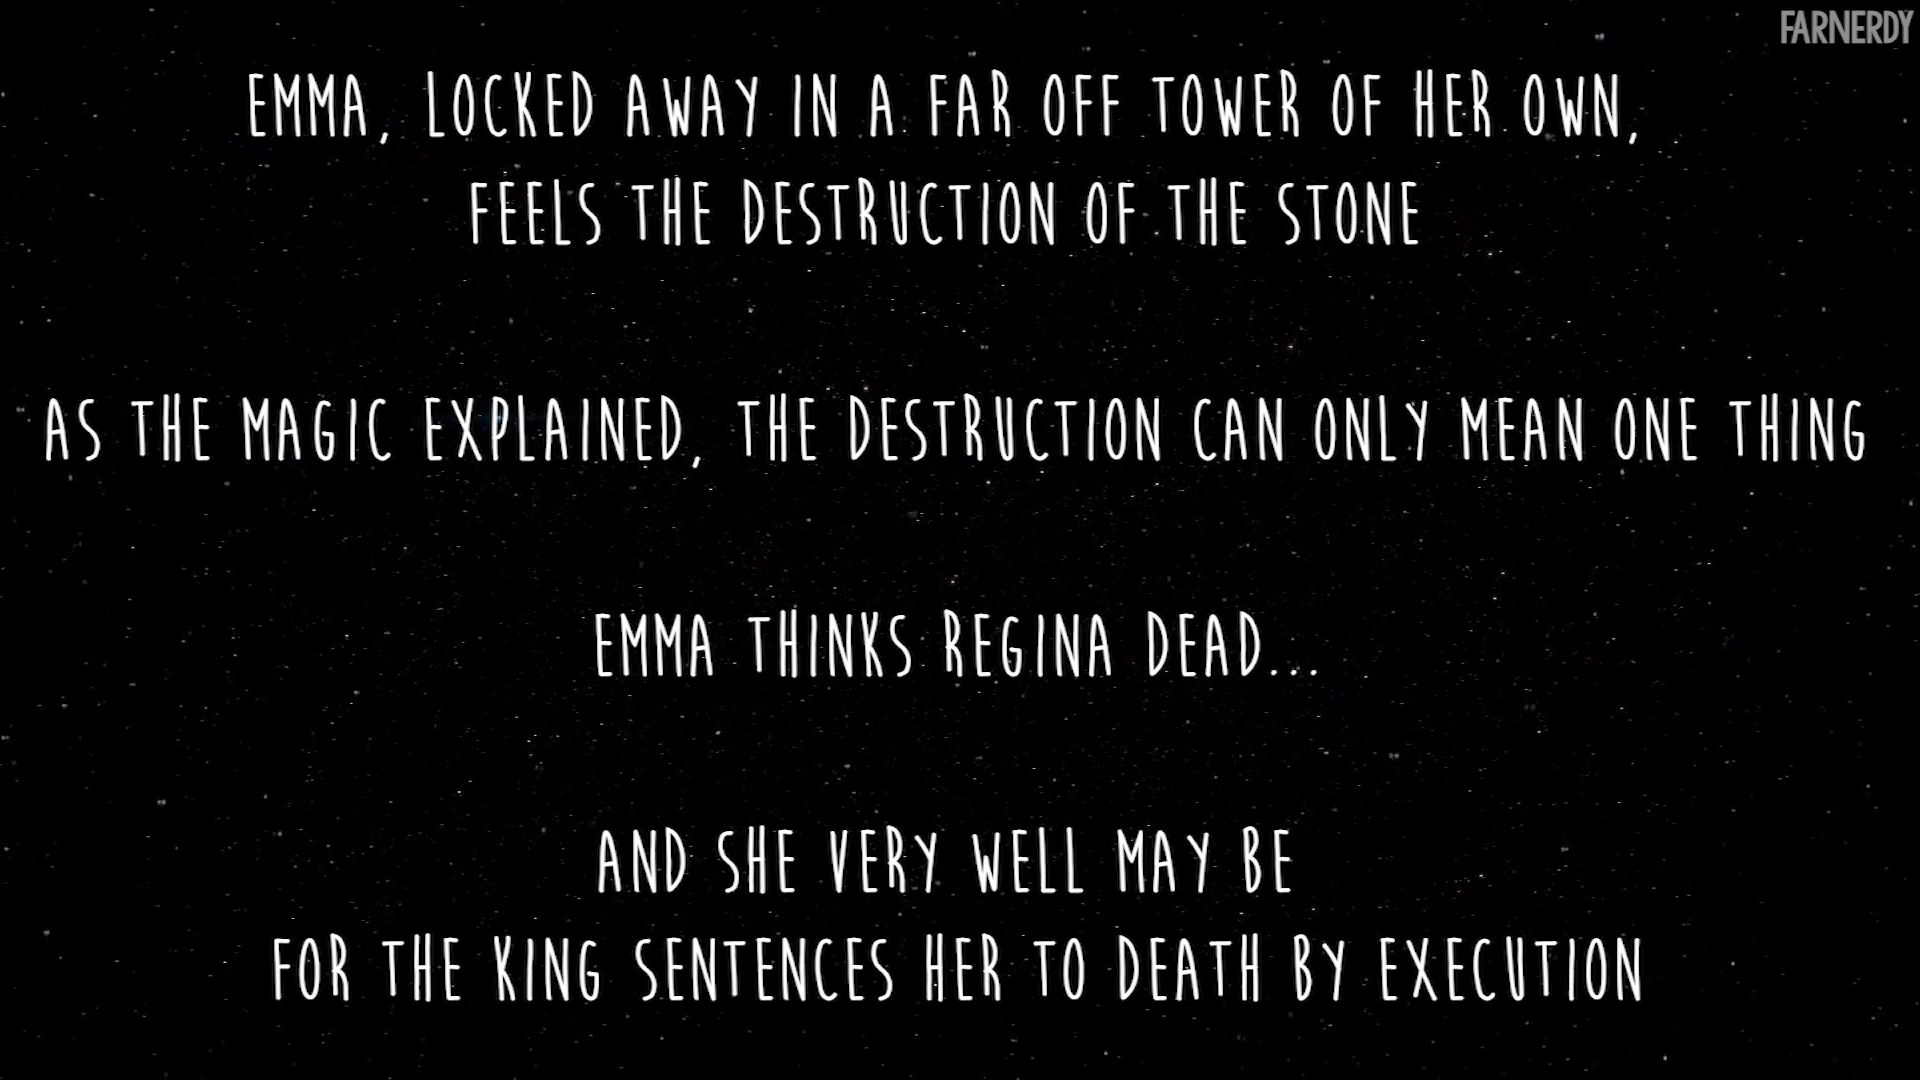 FARNERDY
EMMA, LOCKED AWAY IN A FAR OFF TOWER OF HER OWN,
FEELS THE DESTRUCTION OF THE STONE
AS THE MAGIC EXPLAINED, THE DESTRUCTION CAN ONLY MEAN ONE THING
EMMA THINKS REGINA DEAD...
AND SHE VERY WELL MAY BE
FOR THE KING SENTENCES HER TO DEATH BY EXECUTION